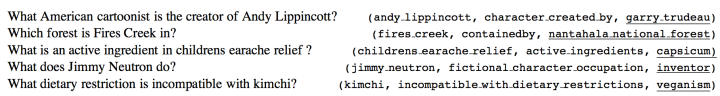 What American cartoonist is the creator of Andy Lippincott? (andy_lippincott, character_created_by, garry_trudeau)
Which forest is Fires Creek in? (fires_creek, containedby, nantahala_national_forest)
What is an active ingredient in childrens earache relief ? (childrens_earache_relief, active_ingredients, capsicum)
What does Jimmy Neutron do? (jimmy_neutron, fictional_character_occupation, inventor)
What dietary restriction is incompatible with kimchi? (kimchi, incompatible_with_dietary_restrictions, veganism)